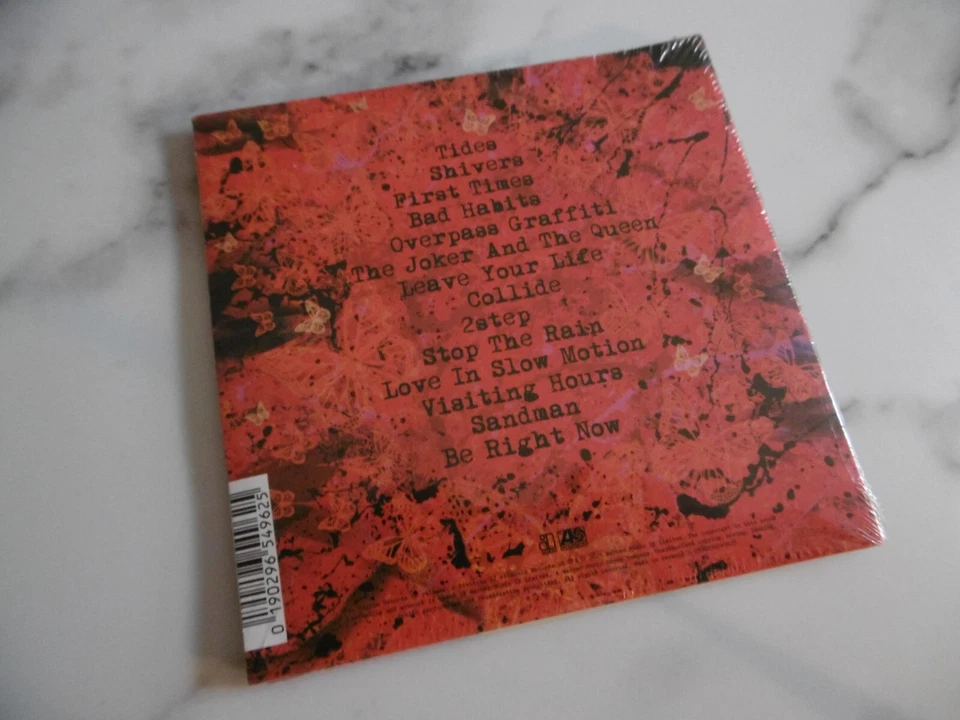 Tides
Shivers
First Times
Bad Habits
Overpass Graffiti
The Joker And The Queen
Leave Your Life
Collide
2step
Stop The Rain
Love In Slow Motion
Visiting Hours
Sandman
Be Right Now
0 190296 549625